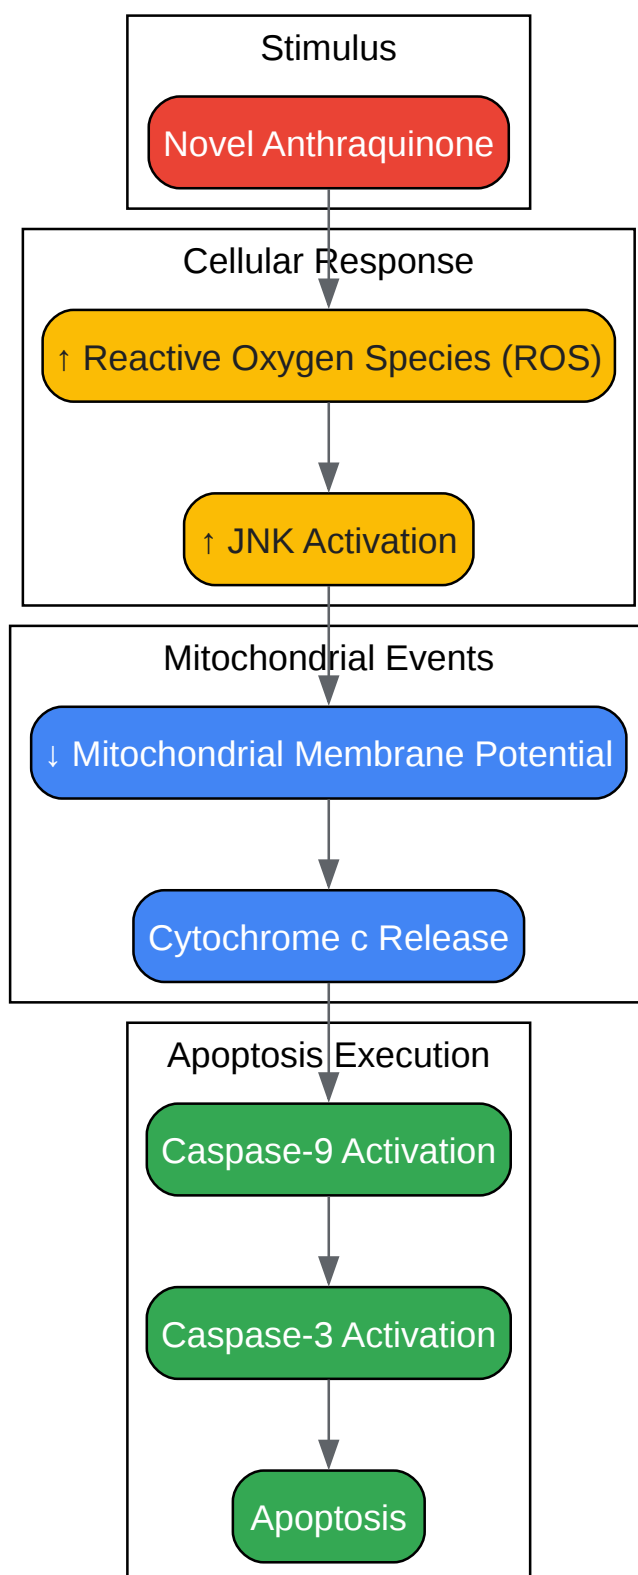 Stimulus
Novel Anthraquinone
Cellular Response
↑ Reactive Oxygen Species (ROS)
↑ JNK Activation
Mitochondrial Events
↓ Mitochondrial Membrane Potential
Cytochrome c Release
Apoptosis Execution
Caspase-9 Activation
Caspase-3 Activation
Apoptosis